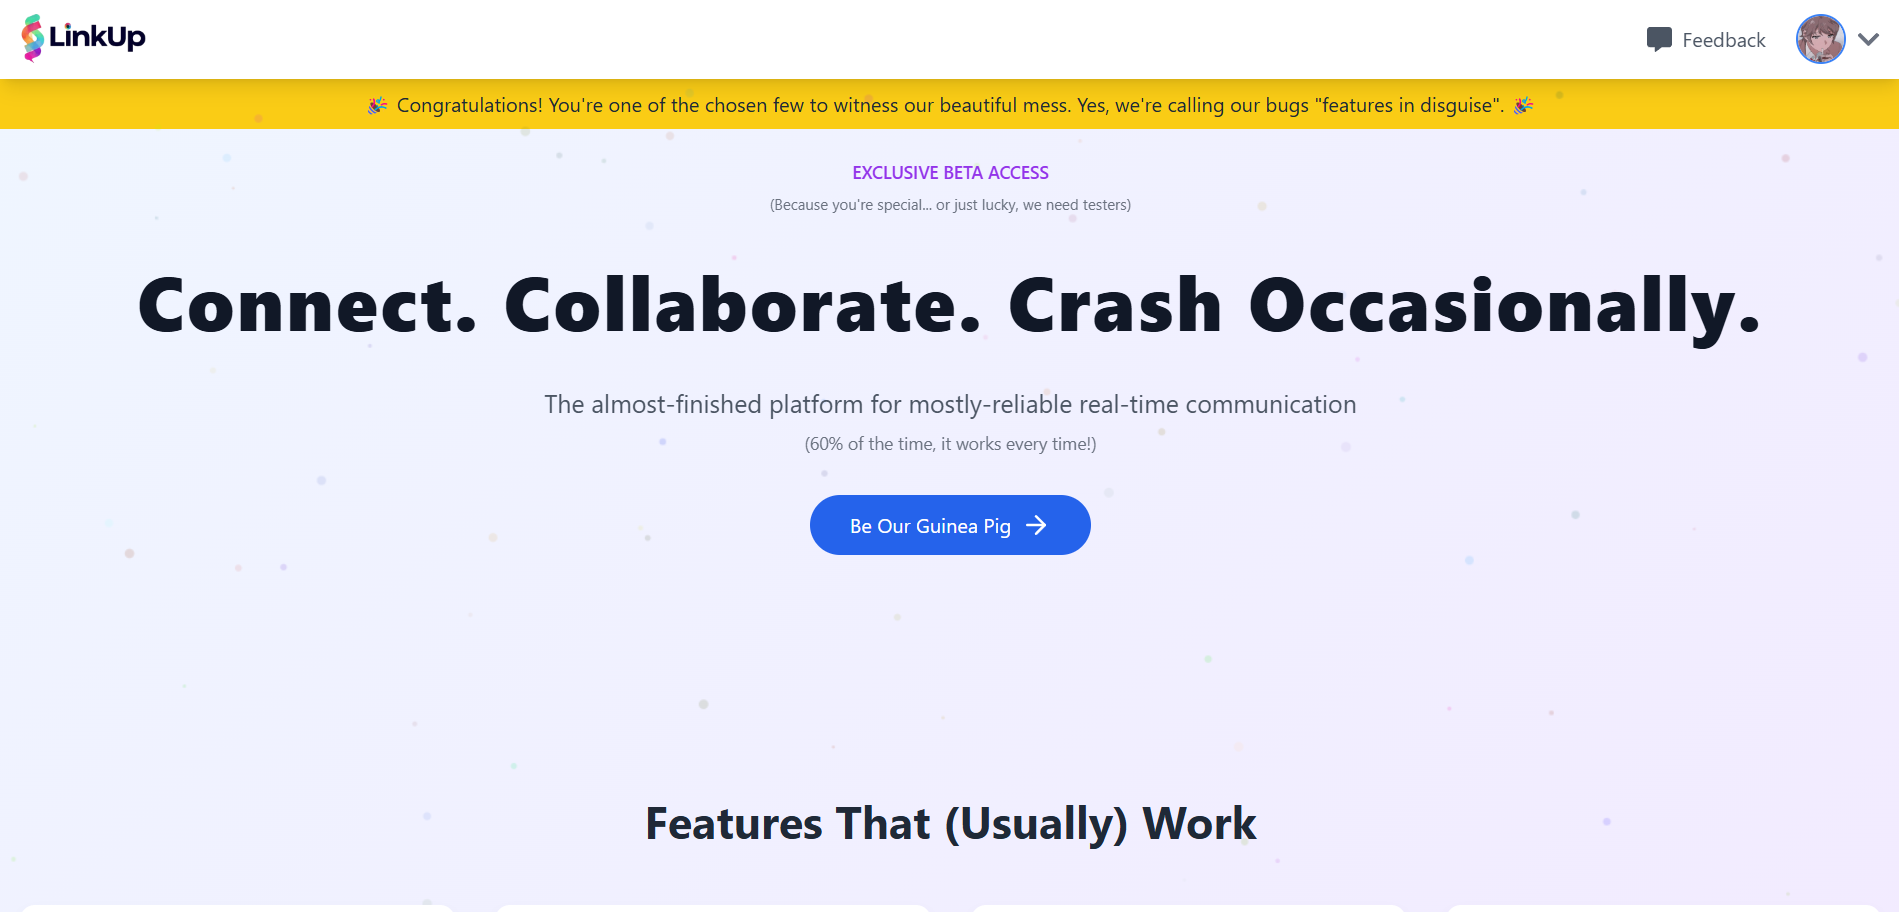 LinkUp
Feedback
🎉 Congratulations! You're one of the chosen few to witness our beautiful mess. Yes, we're calling our bugs "features in disguise". 🎉
EXCLUSIVE BETA ACCESS
(Because you're special... or just lucky, we need testers)
Connect. Collaborate. Crash Occasionally.
The almost-finished platform for mostly-reliable real-time communication
(60% of the time, it works every time!)
Be Our Guinea Pig →
Features That (Usually) Work